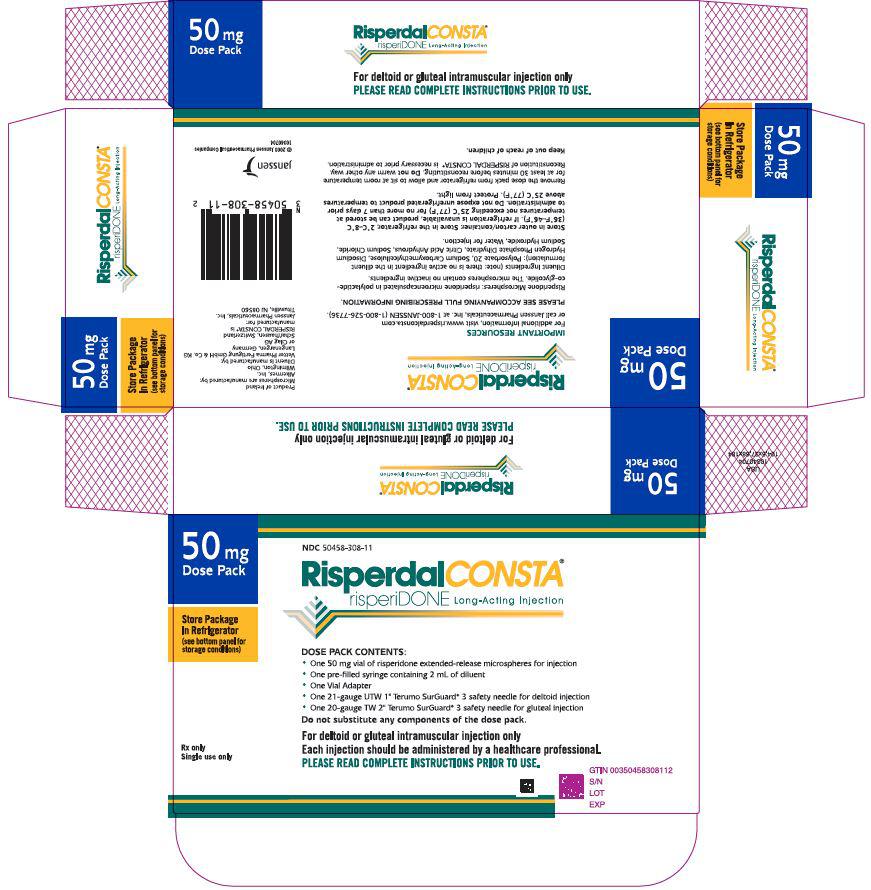 50 mg
Dose Pack
RisperdalCONSTA®
risperiDONE Long-Acting Injection
For deltoid or gluteal intramuscular injection only
PLEASE READ COMPLETE INSTRUCTIONS PRIOR TO USE.
RisperdalCONSTA®
risperiDONE Long-Acting Injection
50 mg
Dose Pack
Store Package
In Refrigerator
(see bottom panel for
storage conditions)
50 mg
Dose Pack
RisperdalCONSTA®
risperiDONE Long-Acting Injection
IMPORTANT RESOURCES
For additional information, visit www.risperdalconsta.com
or call Janssen Pharmaceuticals, Inc. at 1-800-JANSSEN (1-800-526-7736).
PLEASE SEE ACCOMPANYING FULL PRESCRIBING INFORMATION.
Risperidone Microspheres: risperidone microencapsulated in polylactide-
co-glycolide. The microspheres contain no inactive ingredients.
Diluent Ingredients (note: there is no active ingredient in the diluent
formulation): Polysorbate 20, Sodium Carboxymethylcellulose, Disodium
Hydrogen Phosphate Dihydrate, Citric Acid Anhydrous, Sodium Chloride,
Sodium Hydroxide, Water for Injection.
Store in outer carton/container. Store in the refrigerator, 2°C-8°C
(36°F-46°F). If refrigeration is unavailable, product can be stored at
temperatures not exceeding 25°C (77°F) for no more than 7 days prior
to administration. Do not expose unrefrigerated product to temperatures
above 25°C (77°F). Protect from light.
Remove the dose pack from refrigerator and allow to sit at room temperature
for at least 30 minutes before reconstituting. Do not warm any other way.
Reconstitution of RISPERDAL CONSTA® is necessary prior to administration.
Keep out of reach of children.
Product of Ireland
Microspheres are manufactured by
Alkermes, Inc.
Wilmington, Ohio
Diluent is manufactured by
Vetter Pharma Fertigung GmbH & Co. KG
Langenargen, Germany
or Cilag AG
Schaffhausen, Switzerland
RISPERDAL CONSTA is
manufactured for:
Janssen Pharmaceuticals, Inc.
Titusville, NJ 08560
N3 50458-308-11 2
janssen
Janssen Pharmaceutical Companies
10340704
50 mg
Dose Pack
Store Package
In Refrigerator
(see bottom panel for
storage conditions)
RisperdalCONSTA®
risperiDONE Long-Acting Injection
50 mg
Dose Pack
RisperdalCONSTA®
risperiDONE Long-Acting Injection
For deltoid or gluteal intramuscular injection only
PLEASE READ COMPLETE INSTRUCTIONS PRIOR TO USE.
USA
10340704
50 mg
Dose Pack
Store Package
In Refrigerator
(see bottom panel for
storage conditions)
NDC 50458-308-11
RisperdalCONSTA®
risperiDONE Long-Acting Injection
DOSE PACK CONTENTS:
• One 50 mg vial of risperidone extended-release microspheres for injection
• One pre-filled syringe containing 2 mL of diluent
• One Vial Adapter
• One 21-gauge UTW 1" Terumo SurGuard® 3 safety needle for deltoid injection
• One 20-gauge TW 2" Terumo SurGuard® 3 safety needle for gluteal injection
Do not substitute any components of the dose pack.
For deltoid or gluteal intramuscular injection only
Each injection should be administered by a healthcare professional.
PLEASE READ COMPLETE INSTRUCTIONS PRIOR TO USE.
Rx only
Single use only
GTIN 00350458308112
S/N
LOT
EXP